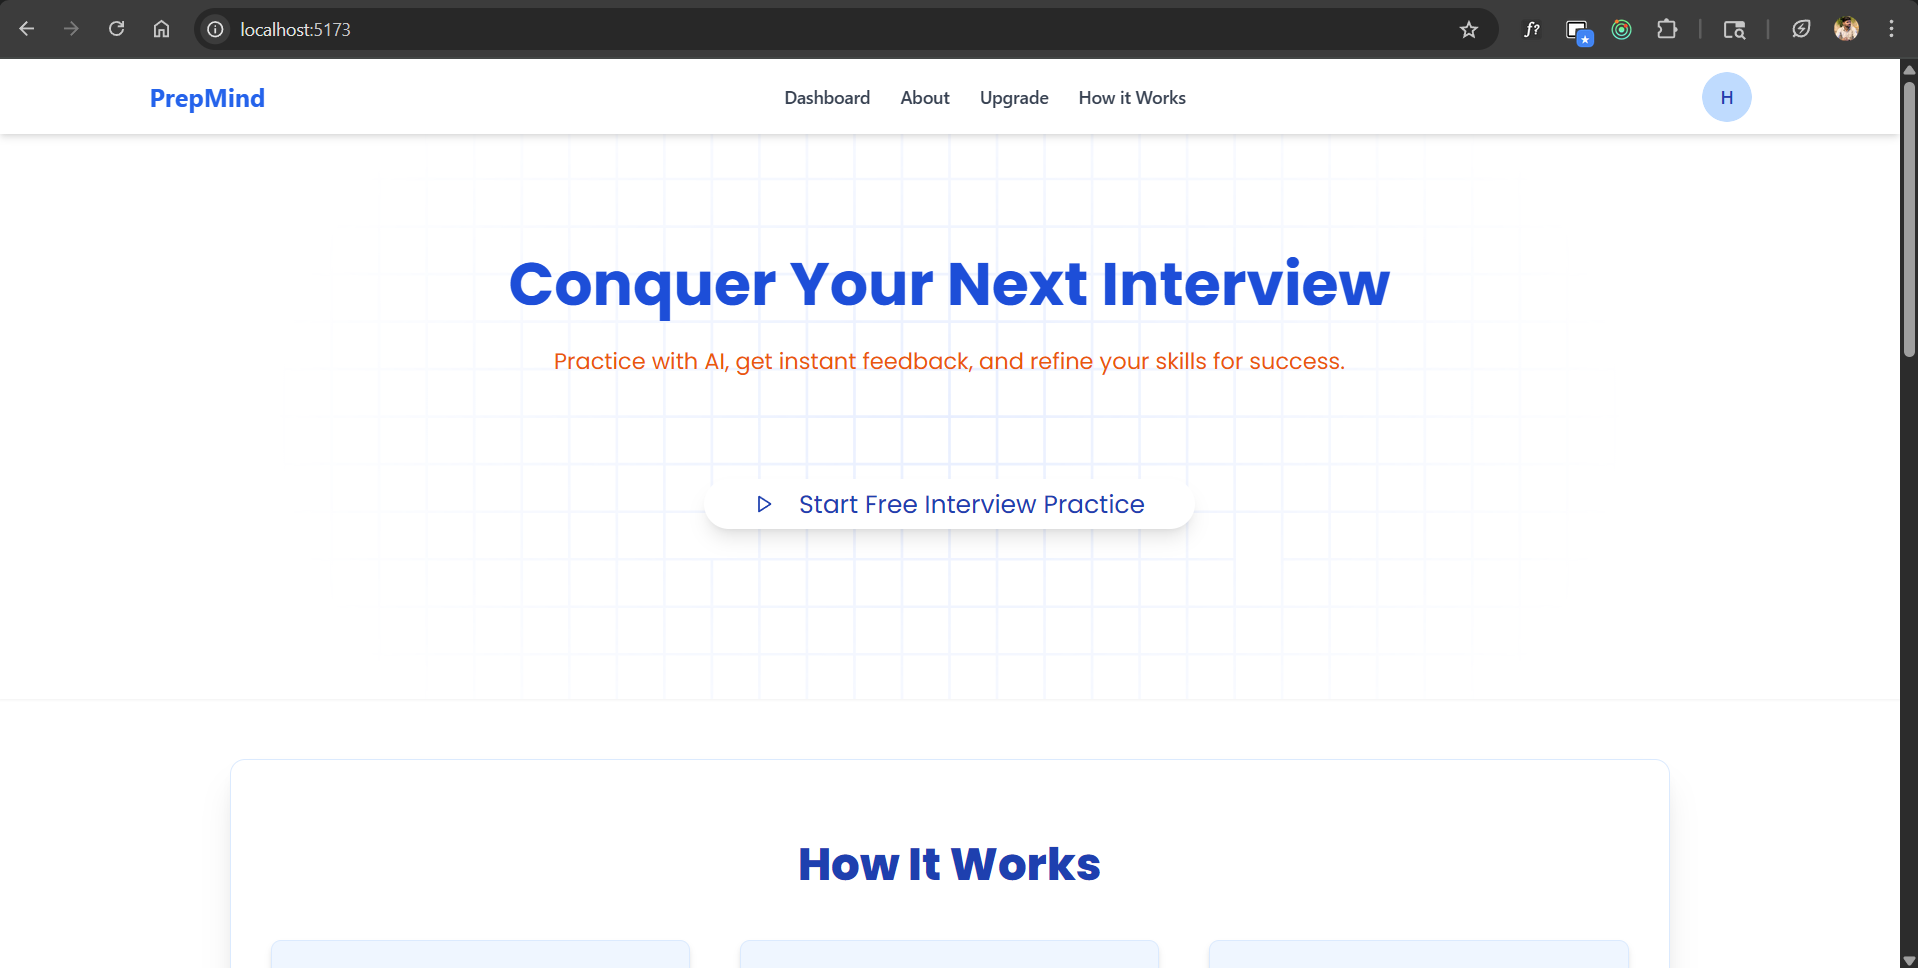 localhost:5173
PrepMind
Dashboard About Upgrade How it Works
H
Conquer Your Next Interview
Practice with AI, get instant feedback, and refine your skills for success.
Start Free Interview Practice
How It Works